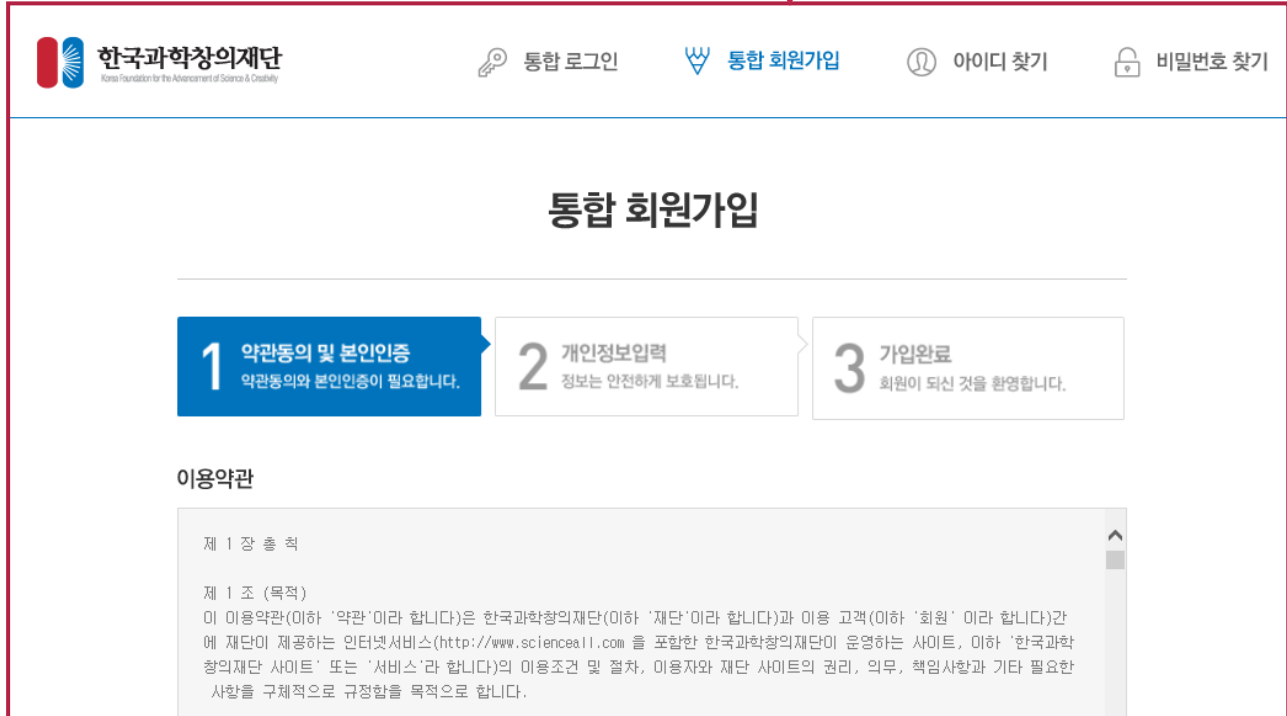 한국과학창의재단
Korea Foundation for the Advancement of Science & Creativity
통합 로그인
통합 회원가입
아이디 찾기
비밀번호 찾기
통합 회원가입
1 약관동의 및 본인인증
약관동의와 본인인증이 필요합니다.
2 개인정보입력
정보는 안전하게 보호됩니다.
3 가입완료
회원이 되신 것을 환영합니다.
이용약관
제 1 장 총 칙
제 1 조 (목적)
이 이용약관(이하 '약관'이라 합니다)은 한국과학창의재단(이하 '재단'이라 합니다)과 이용 고객(이하 '회원' 이라 합니다)간
에 재단이 제공하는 인터넷서비스(http://www.scienceall.com 을 포함한 한국과학창의재단이 운영하는 사이트, 이하 '한국과학
창의재단 사이트' 또는 '서비스'라 합니다)의 이용조건 및 절차, 이용자와 재단 사이트의 권리, 의무, 책임사항과 기타 필요한
사항을 구체적으로 규정함을 목적으로 합니다.